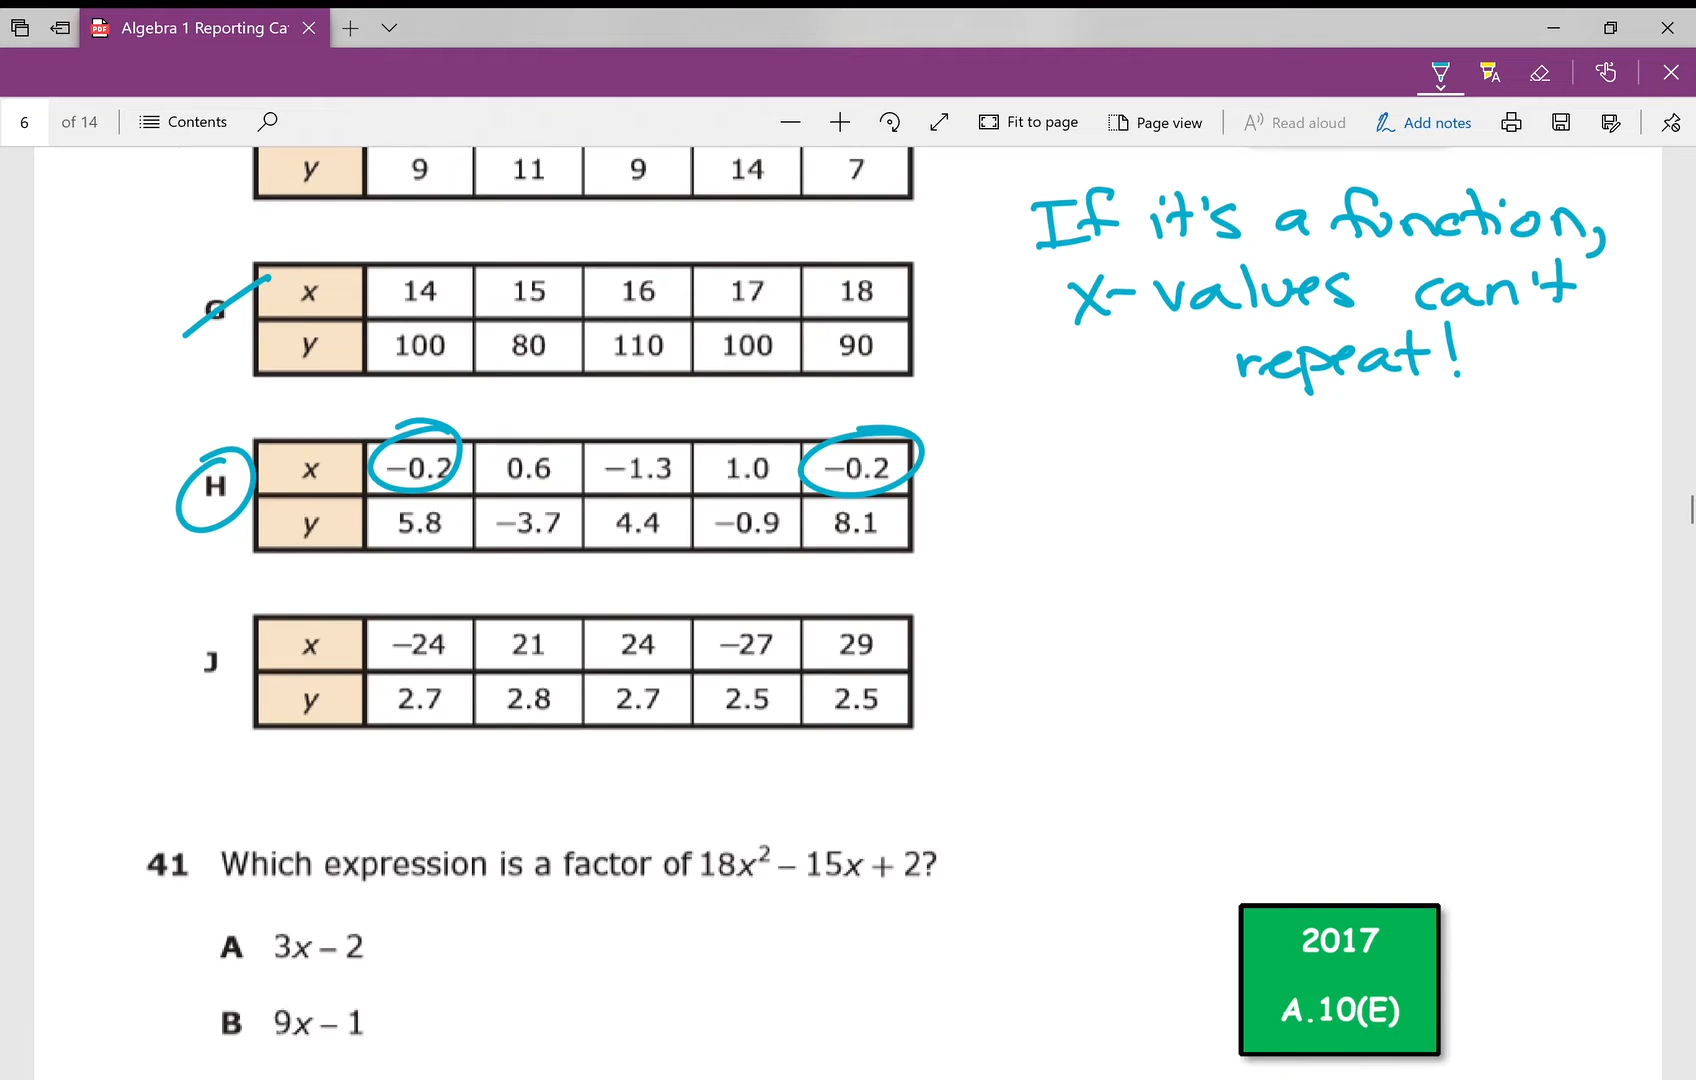 Algebra 1 Reporting Ca
6 of 14 Contents Fit to page Page view Read aloud Add notes
y 9 11 9 14 7
If it's a function,
x-values can't
repeat!
G x 14 15 16 17 18
y 100 80 110 100 90
H x −0.2 0.6 −1.3 1.0 −0.2
y 5.8 −3.7 4.4 −0.9 8.1
J x −24 21 24 −27 29
y 2.7 2.8 2.7 2.5 2.5
41 Which expression is a factor of 18x² – 15x + 2?
A 3x – 2
B 9x – 1
2017
A.10(E)